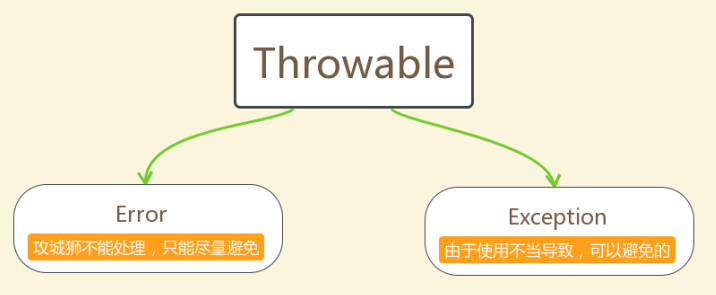 Throwable
Error
攻城狮不能处理，只能尽量避免
Exception
由于使用不当导致，可以避免的